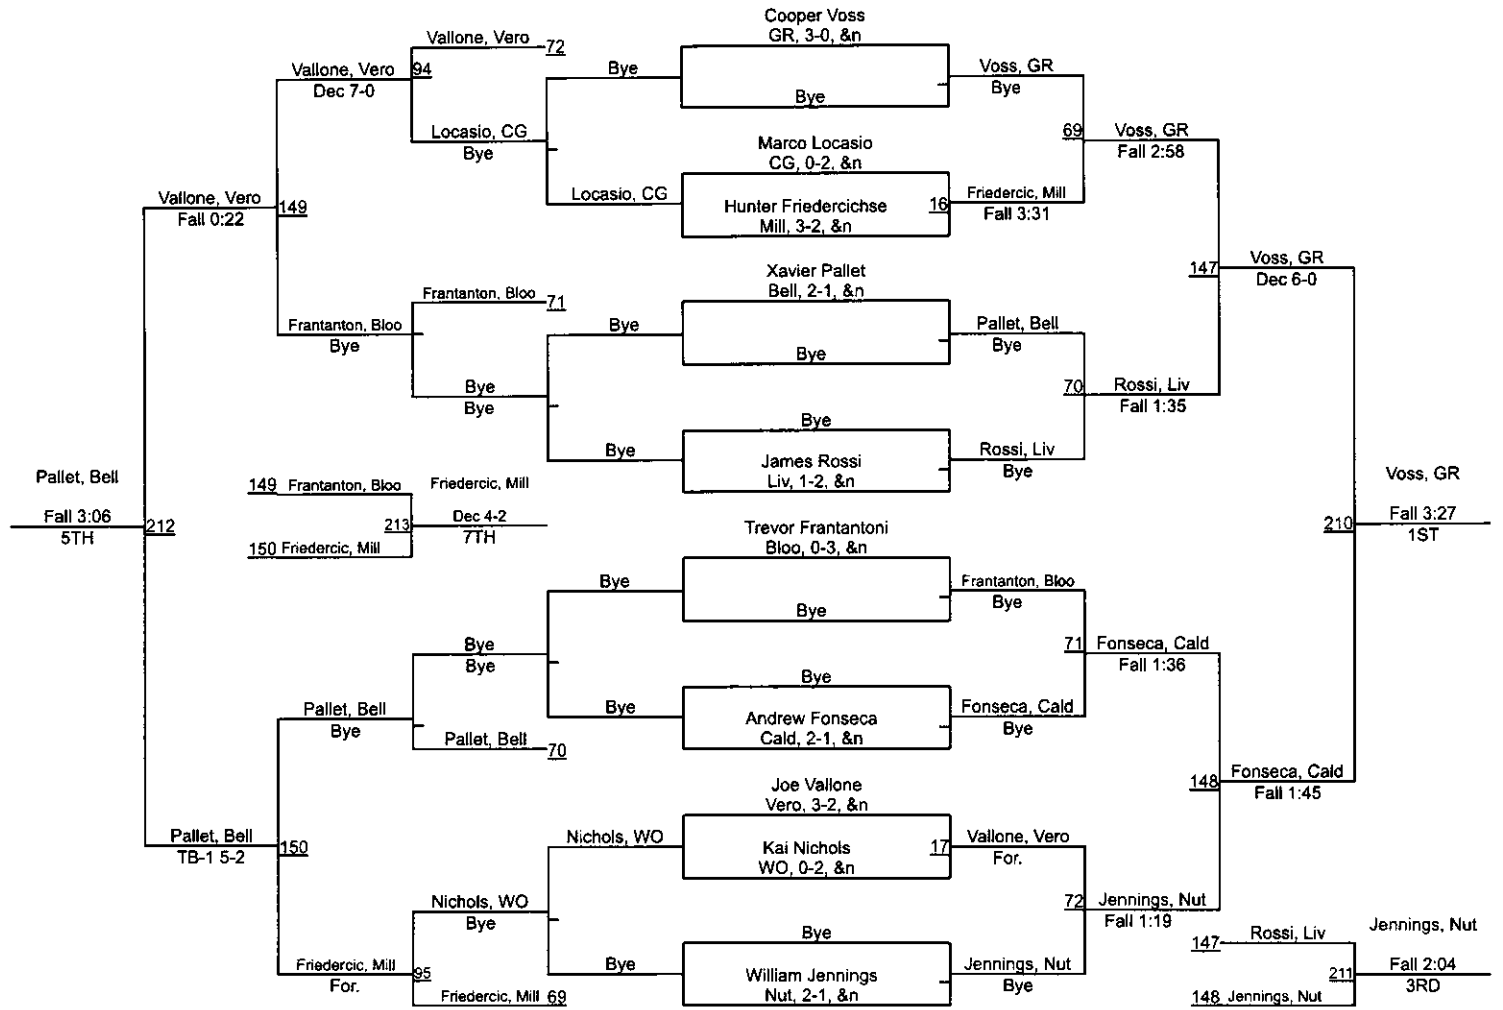 Cooper Voss
GR, 3-0, &n
Vallone, Vero
72
Vallone, Vero
94
Dec 7-0
Bye
Bye
Voss, GR
Bye
Locasio, CG
Bye
Marco Locasio
CG, 0-2, &n
69
Voss, GR
Fall 2:58
Vallone, Vero
149
Fall 0:22
Locasio, CG
Hunter Friedercichse
Mill, 3-2, &n
16
Friedercic, Mill
Fall 3:31
Xavier Pallet
Bell, 2-1, &n
147
Voss, GR
Dec 6-0
Frantanton, Bloo
71
Frantanton, Bloo
Bye
Bye
Bye
Pallet, Bell
Bye
Bye
Bye
70
Rossi, Liv
Fall 1:35
Bye
Bye
James Rossi
Liv, 1-2, &n
Rossi, Liv
Bye
Pallet, Bell
Fall 3:06
5TH
212
149
Frantanton, Bloo
Friedercic, Mill
213
Dec 4-2
7TH
150
Friedercic, Mill
Voss, GR
210
Fall 3:27
1ST
Trevor Frantantoni
Bloo, 0-3, &n
Bye
Bye
Frantanton, Bloo
Bye
Bye
Bye
71
Fonseca, Cald
Fall 1:36
Pallet, Bell
Bye
Bye
Bye
Andrew Fonseca
Cald, 2-1, &n
Fonseca, Cald
Bye
Pallet, Bell
70
Joe Vallone
Vero, 3-2, &n
148
Fonseca, Cald
Fall 1:45
Pallet, Bell
150
TB-1 5-2
Nichols, WO
Kai Nichols
WO, 0-2, &n
17
Vallone, Vero
For.
Nichols, WO
Bye
72
Jennings, Nut
Fall 1:19
Friedercic, Mill
95
For.
Friedercic, Mill
69
Bye
Bye
William Jennings
Nut, 2-1, &n
Jennings, Nut
Bye
147
Rossi, Liv
Jennings, Nut
211
Fall 2:04
3RD
148
Jennings, Nut